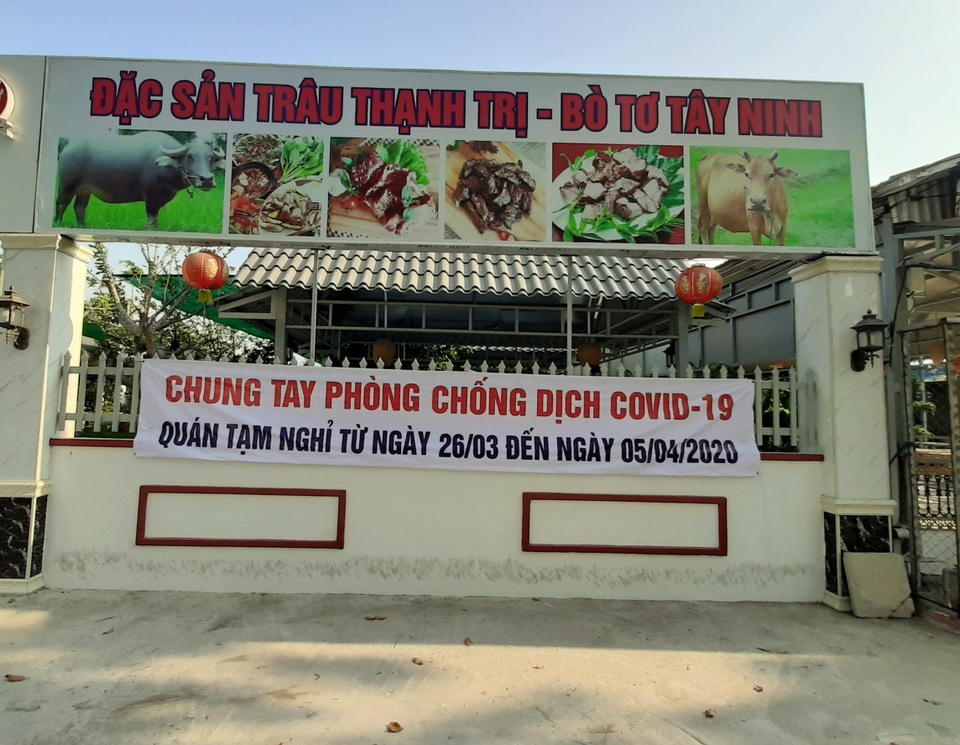 ĐẶC SẢN TRÂU THẠNH TRỊ - BÒ TƠ TÂY NINH
CHUNG TAY PHÒNG CHỐNG DỊCH COVID-19
QUÁN TẠM NGHỈ TỪ NGÀY 26/03 ĐẾN NGÀY 05/04/2020